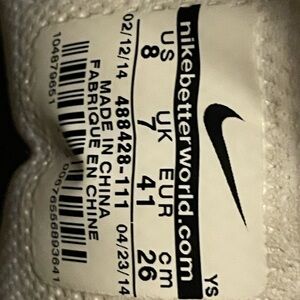 YS
nikebetterworld.com
US UK EUR cm
8 7 41 26
02/12/14 488428-111 04/23/14
MADE IN CHINA
FABRIQUE EN CHINE
104879651